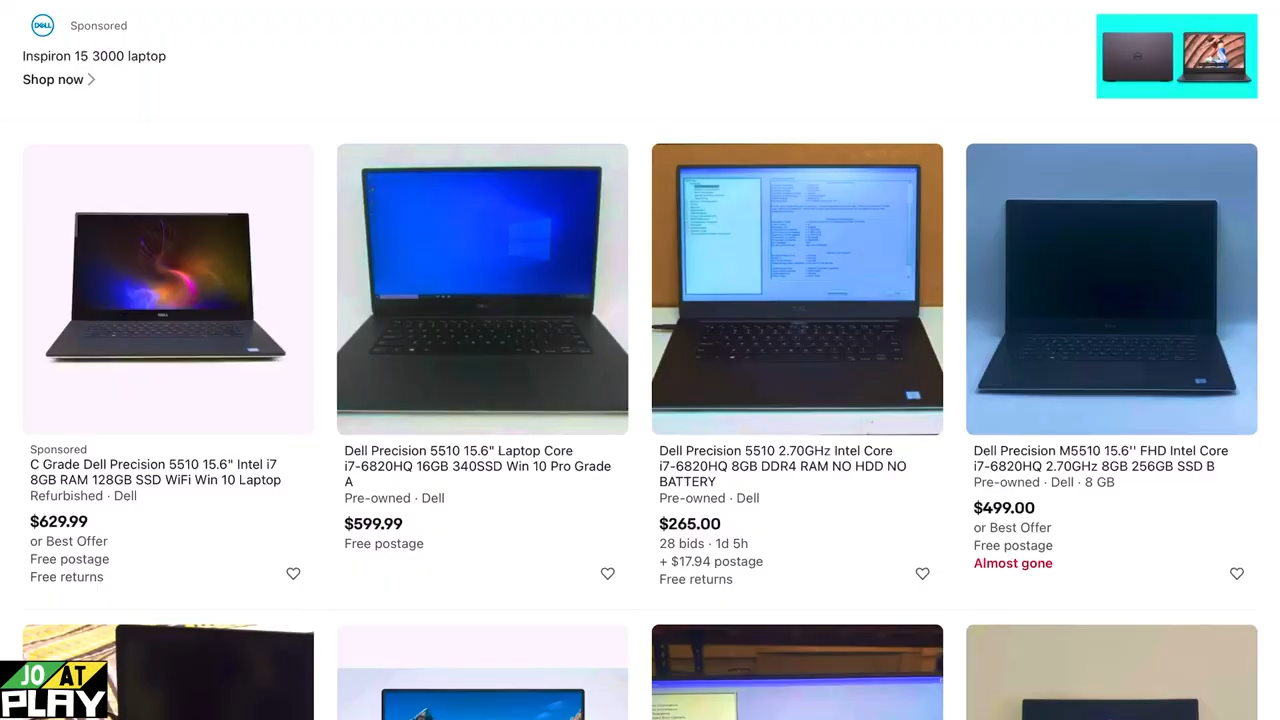 DELL
Sponsored
Inspiron 15 3000 laptop
Shop now
Sponsored
C Grade Dell Precision 5510 15.6" Intel i7
8GB RAM 128GB SSD WiFi Win 10 Laptop
Refurbished · Dell
$629.99
or Best Offer
Free postage
Free returns
Dell Precision 5510 15.6" Laptop Core
i7-6820HQ 16GB 340SSD Win 10 Pro Grade
A
Pre-owned · Dell
$599.99
Free postage
Dell Precision 5510 2.70GHz Intel Core
i7-6820HQ 8GB DDR4 RAM NO HDD NO
BATTERY
Pre-owned · Dell
$265.00
28 bids · 1d 5h
+ $17.94 postage
Free returns
Dell Precision M5510 15.6'' FHD Intel Core
i7-6820HQ 2.70GHz 8GB 256GB SSD B
Pre-owned · Dell · 8 GB
$499.00
or Best Offer
Free postage
Almost gone
JO AT
PLAY